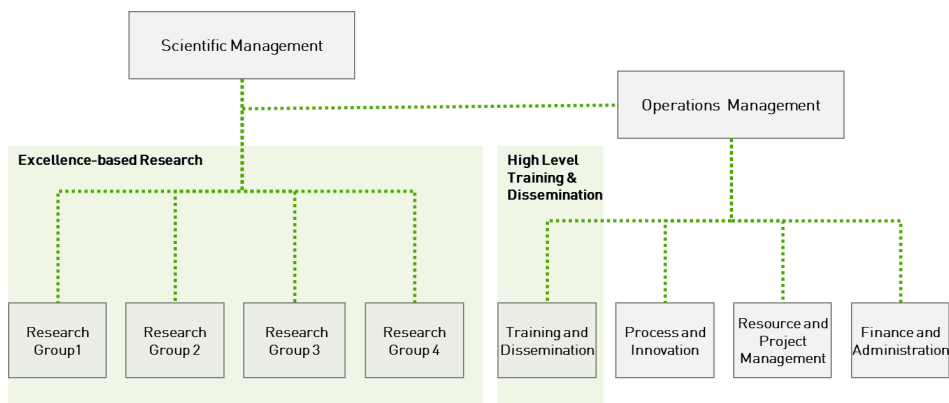 Scientific Management
Operations Management
Excellence-based Research
High Level
Training &
Dissemination
Research
Group1
Research
Group 2
Research
Group 3
Research
Group 4
Training and
Dissemination
Process and
Innovation
Resource and
Project
Management
Finance and
Administration